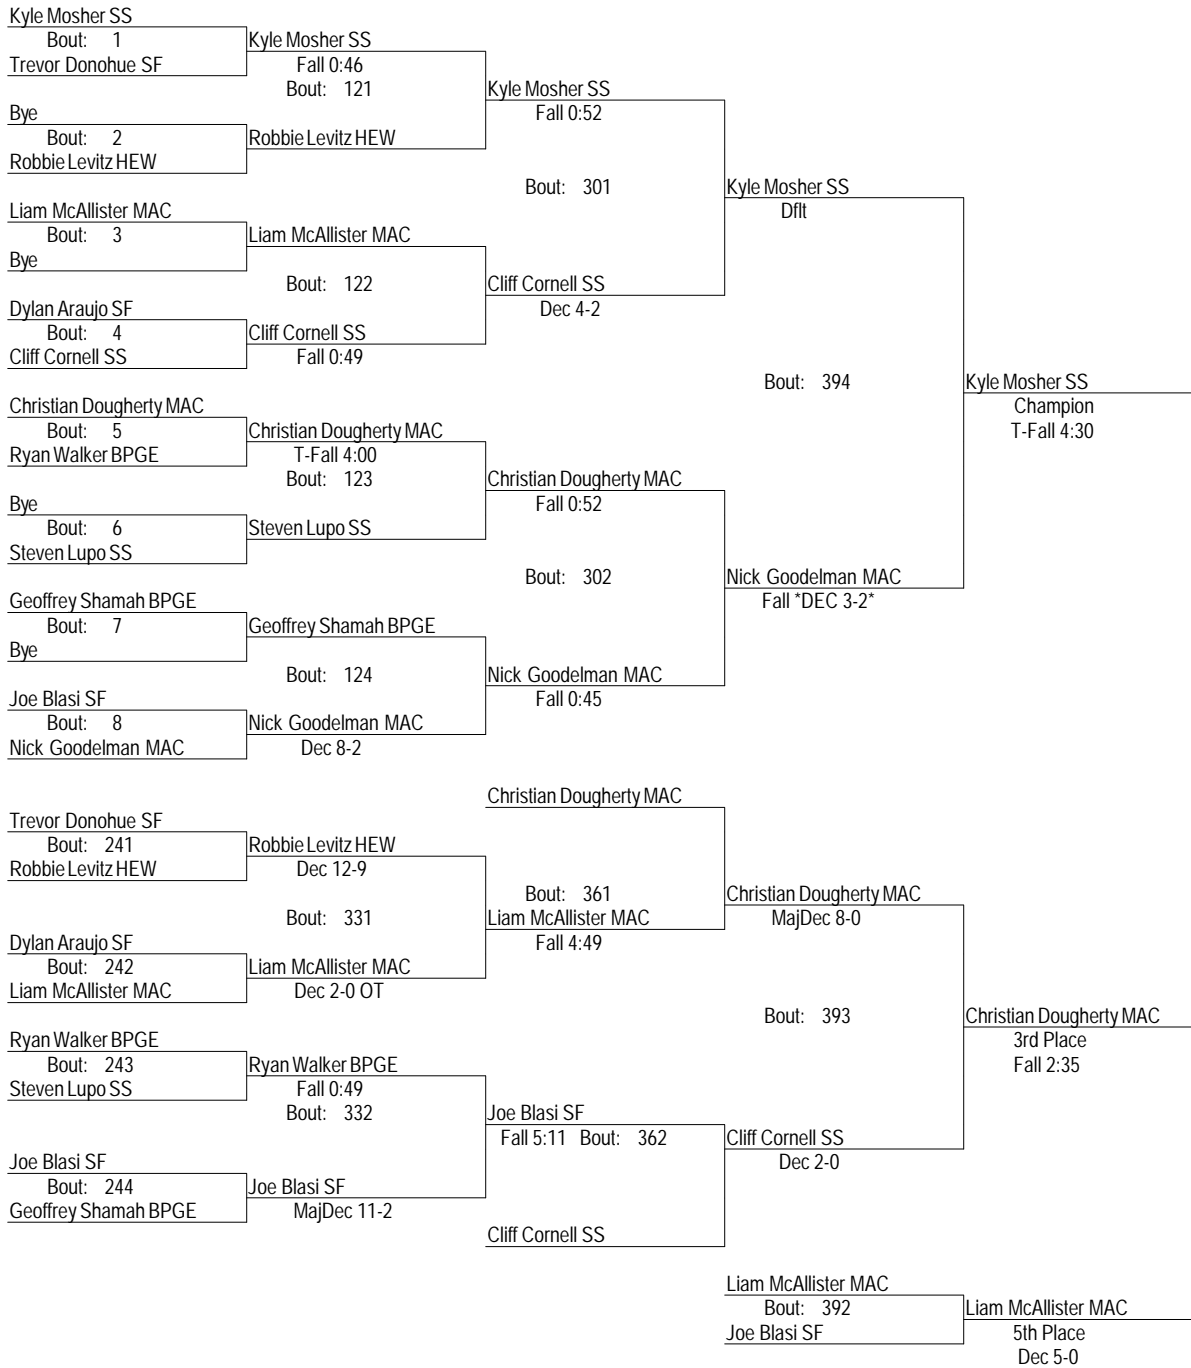 Kyle Mosher SS
Bout: 1
Trevor Donohue SF
Kyle Mosher SS
Fall 0:46
Bout: 121
Bye
Bout: 2
Robbie Levitz HEW
Robbie Levitz HEW
Kyle Mosher SS
Fall 0:52
Bout: 301
Liam McAllister MAC
Bout: 3
Bye
Liam McAllister MAC
Bout: 122
Dylan Araujo SF
Bout: 4
Cliff Cornell SS
Cliff Cornell SS
Fall 0:49
Cliff Cornell SS
Dec 4-2
Kyle Mosher SS
Dflt
Bout: 394
Christian Dougherty MAC
Bout: 5
Ryan Walker BPGE
Christian Dougherty MAC
T-Fall 4:00
Bout: 123
Bye
Bout: 6
Steven Lupo SS
Steven Lupo SS
Christian Dougherty MAC
Fall 0:52
Bout: 302
Geoffrey Shamah BPGE
Bout: 7
Bye
Geoffrey Shamah BPGE
Bout: 124
Joe Blasi SF
Bout: 8
Nick Goodelman MAC
Nick Goodelman MAC
Dec 8-2
Nick Goodelman MAC
Fall 0:45
Nick Goodelman MAC
Fall *DEC 3-2*
Kyle Mosher SS
Champion
T-Fall 4:30
Christian Dougherty MAC
Trevor Donohue SF
Bout: 241
Robbie Levitz HEW
Robbie Levitz HEW
Dec 12-9
Bout: 331
Dylan Araujo SF
Bout: 242
Liam McAllister MAC
Liam McAllister MAC
Dec 2-0 OT
Bout: 361
Liam McAllister MAC
Fall 4:49
Christian Dougherty MAC
MajDec 8-0
Bout: 393
Ryan Walker BPGE
Bout: 243
Steven Lupo SS
Ryan Walker BPGE
Fall 0:49
Bout: 332
Joe Blasi SF
Bout: 244
Geoffrey Shamah BPGE
Joe Blasi SF
MajDec 11-2
Joe Blasi SF
Fall 5:11 Bout: 362
Cliff Cornell SS
Cliff Cornell SS
Dec 2-0
Christian Dougherty MAC
3rd Place
Fall 2:35
Liam McAllister MAC
Bout: 392
Joe Blasi SF
Liam McAllister MAC
5th Place
Dec 5-0